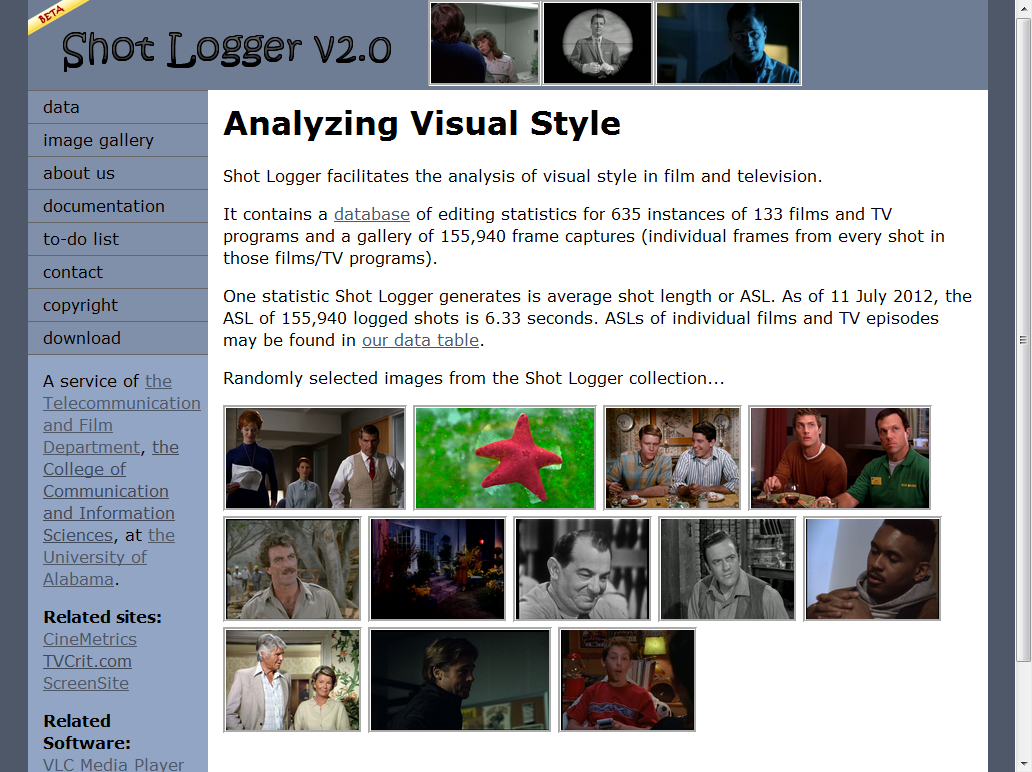 BETA
Shot Logger v2.0
data
image gallery
about us
documentation
to-do list
contact
copyright
download
A service of the
Telecommunication
and Film
Department, the
College of
Communication
and Information
Sciences, at the
University of
Alabama.
Related sites:
CineMetrics
TVCrit.com
ScreenSite
Related
Software:
VLC Media Player
Analyzing Visual Style
Shot Logger facilitates the analysis of visual style in film and television.
It contains a database of editing statistics for 635 instances of 133 films and TV
programs and a gallery of 155,940 frame captures (individual frames from every shot in
those films/TV programs).
One statistic Shot Logger generates is average shot length or ASL. As of 11 July 2012, the
ASL of 155,940 logged shots is 6.33 seconds. ASLs of individual films and TV episodes
may be found in our data table.
Randomly selected images from the Shot Logger collection...